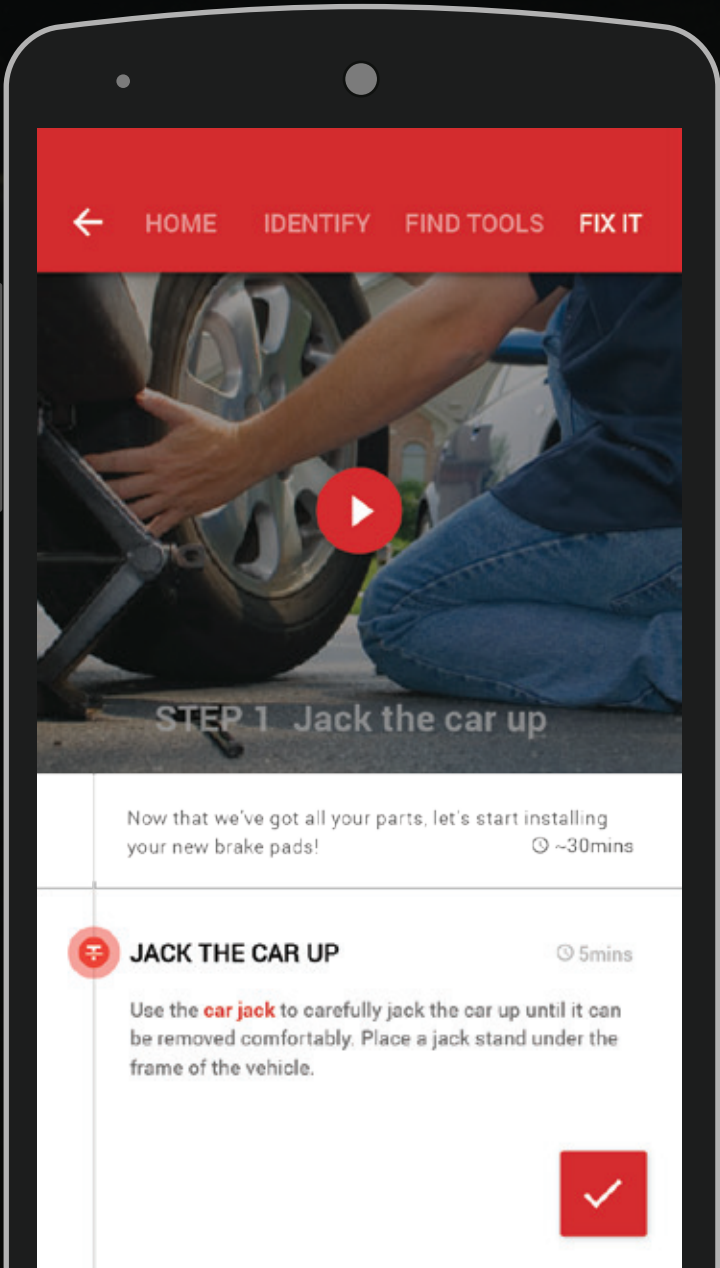 HOME IDENTIFY FIND TOOLS FIX IT
STEP 1 Jack the car up
Now that we've got all your parts, let's start installing
your new brake pads!
~30mins
JACK THE CAR UP
5mins
Use the car jack to carefully jack the car up until it can
be removed comfortably. Place a jack stand under the
frame of the vehicle.